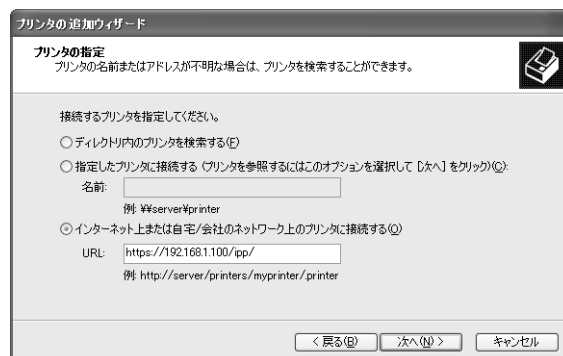 プリンタの追加ウィザード
プリンタの指定
プリンタの名前またはアドレスが不明な場合は、プリンタを検索することができます。
接続するプリンタを指定してください。
ディレクトリ内のプリンタを検索する(F)
指定したプリンタに接続する (プリンタを参照するにはこのオプションを選択して [次へ] をクリック)(C):
名前:
例: ¥¥server¥printer
インターネット上または自宅/会社のネットワーク上のプリンタに接続する(O)
URL: https://192.168.1.100/ipp/
例: http://server/printers/myprinter/.printer
< 戻る(B) 次へ(N) > キャンセル